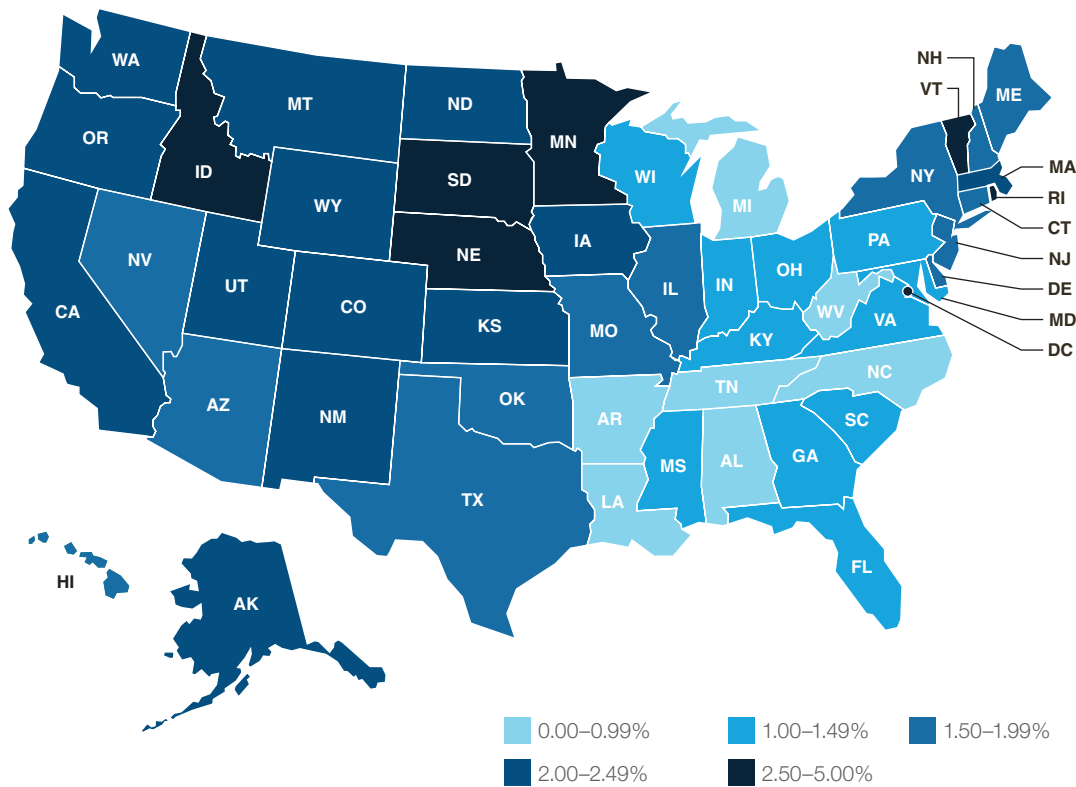 NH
VT
ME
WA
MT
ND
MN
OR
ID
SD
WI
NY
MA
RI
WY
MI
CT
NV
NE
IA
PA
NJ
UT
CO
IL
IN
OH
DE
CA
KS
MO
WV
VA
MD
KY
DC
AZ
NM
OK
AR
TN
NC
SC
TX
MS
AL
GA
LA
FL
HI
AK
0.00–0.99%
1.00–1.49%
1.50–1.99%
2.00–2.49%
2.50–5.00%